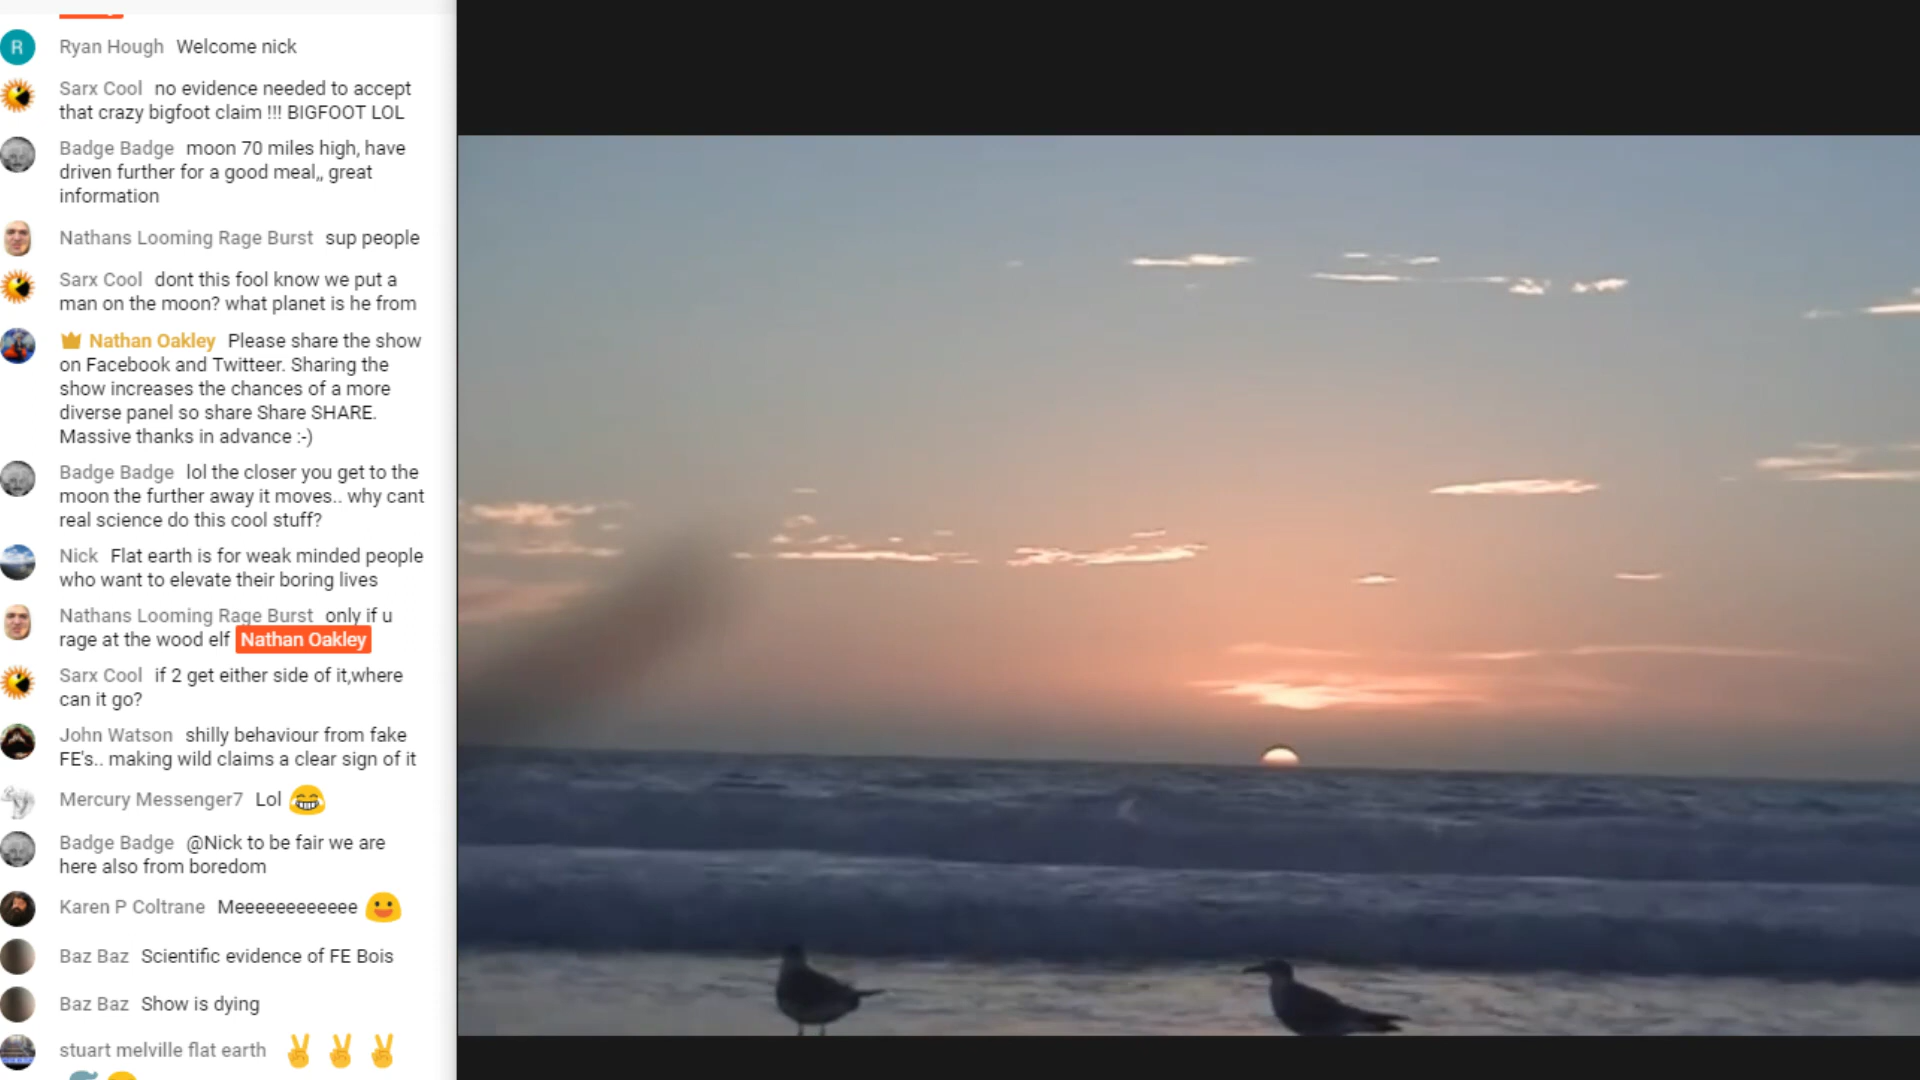 Ryan Hough Welcome nick
Sarx Cool no evidence needed to accept
that crazy bigfoot claim !!! BIGFOOT LOL
Badge Badge moon 70 miles high, have
driven further for a good meal,, great
information
Nathans Looming Rage Burst sup people
Sarx Cool dont this fool know we put a
man on the moon? what planet is he from
Nathan Oakley Please share the show
on Facebook and Twitteer. Sharing the
show increases the chances of a more
diverse panel so share Share SHARE.
Massive thanks in advance :-)
Badge Badge lol the closer you get to the
moon the further away it moves.. why cant
real science do this cool stuff?
Nick Flat earth is for weak minded people
who want to elevate their boring lives
Nathans Looming Rage Burst only if u
rage at the wood elf Nathan Oakley
Sarx Cool if 2 get either side of it,where
can it go?
John Watson shilly behaviour from fake
FE's.. making wild claims a clear sign of it
Mercury Messenger7 Lol
Badge Badge @Nick to be fair we are
here also from boredom
Karen P Coltrane Meeeeeeeeeeee
Baz Baz Scientific evidence of FE Bois
Baz Baz Show is dying
stuart melville flat earth